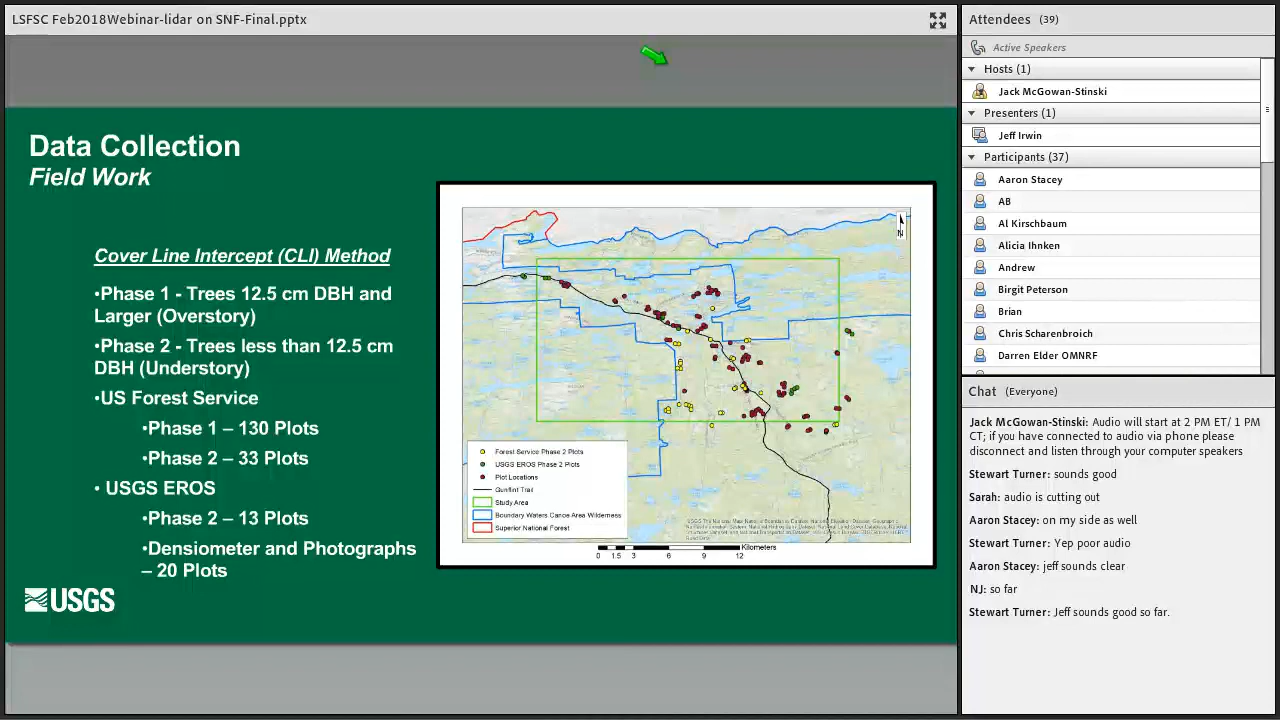 LSFSC Feb2018Webinar-lidar on SNF-Final.pptx
Data Collection
Field Work
Cover Line Intercept (CLI) Method
•Phase 1 - Trees 12.5 cm DBH and
Larger (Overstory)
•Phase 2 - Trees less than 12.5 cm
DBH (Understory)
•US Forest Service
•Phase 1 – 130 Plots
•Phase 2 – 33 Plots
• USGS EROS
•Phase 2 – 13 Plots
•Densiometer and Photographs
– 20 Plots
USGS
N
Forest Service Phase 2 Plots
USGS EROS Phase 2 Plots
Plot Locations
Gunflint Trail
Study Area
Boundary Waters Canoe Area Wilderness
Superior National Forest
Kilometers
0 1.5 3 6 9 12
Attendees (39)
Active Speakers
Hosts (1)
Jack McGowan-Stinski
Presenters (1)
Jeff Irwin
Participants (37)
Aaron Stacey
AB
Al Kirschbaum
Alicia Ihnken
Andrew
Birgit Peterson
Brian
Chris Scharenbroich
Darren Elder OMNRF
Chat (Everyone)
Jack McGowan-Stinski: Audio will start at 2 PM ET/ 1 PM
CT; if you have connected to audio via phone please
disconnect and listen through your computer speakers
Stewart Turner: sounds good
Sarah: audio is cutting out
Aaron Stacey: on my side as well
Stewart Turner: Yep poor audio
Aaron Stacey: jeff sounds clear
NJ: so far
Stewart Turner: Jeff sounds good so far.